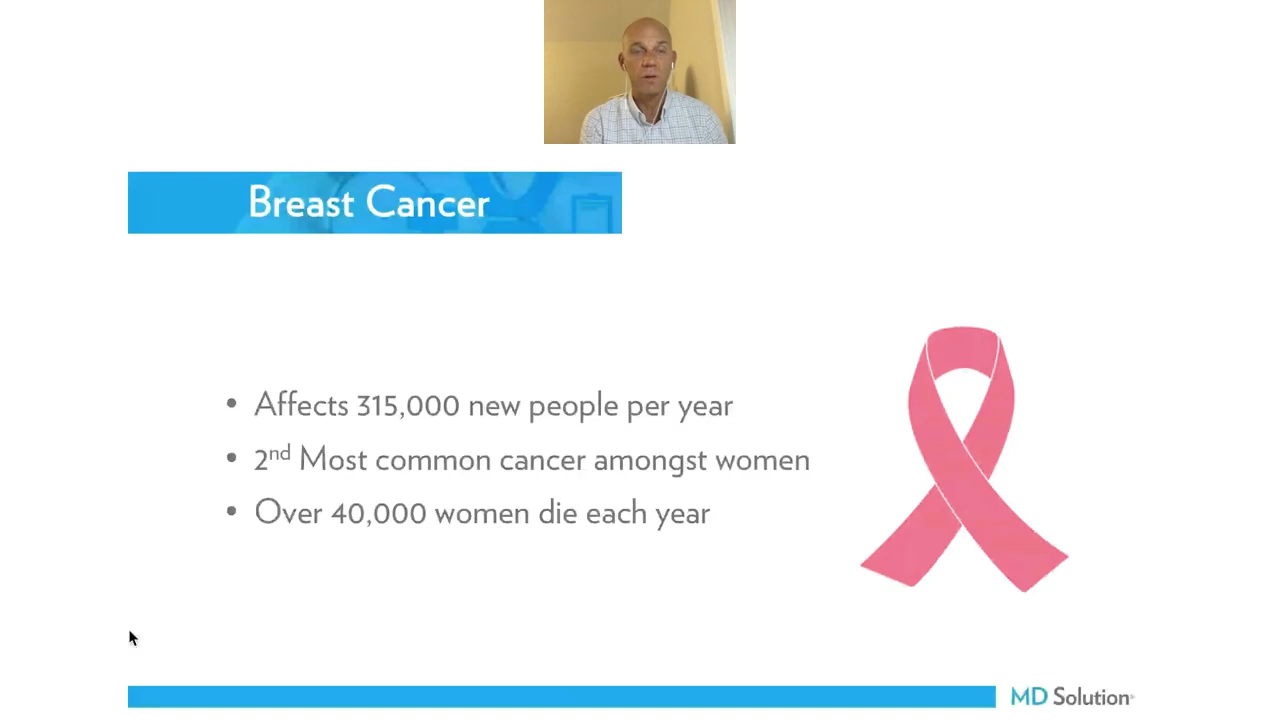 Breast Cancer
• Affects 315,000 new people per year
• 2nd Most common cancer amongst women
• Over 40,000 women die each year
MD Solution